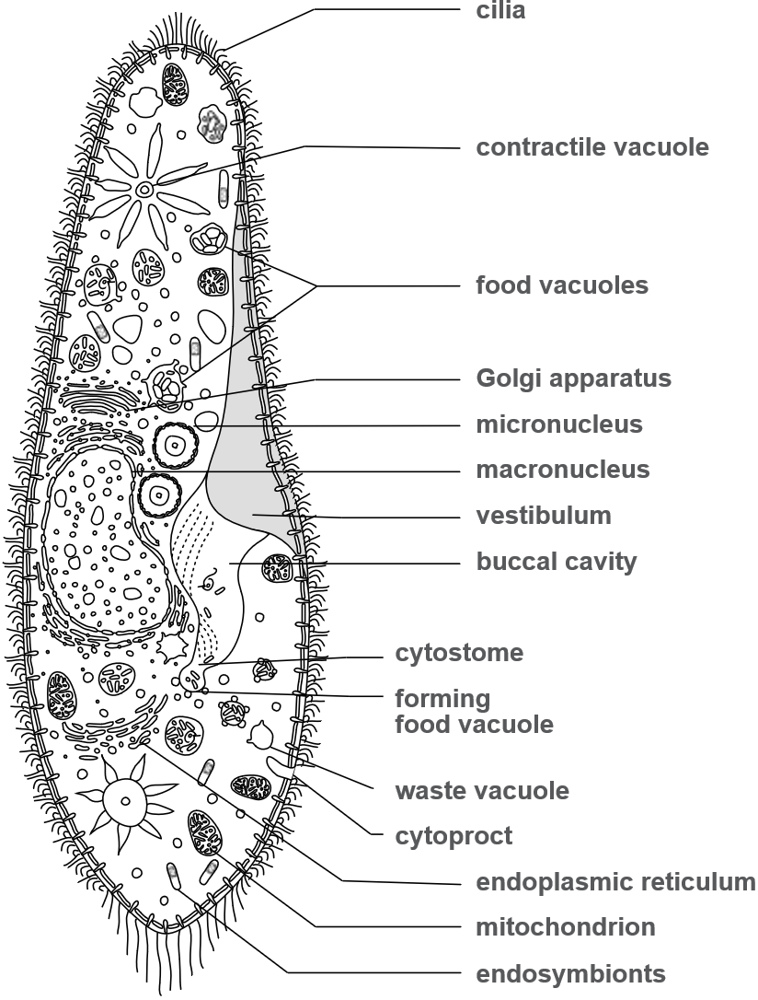 cilia
contractile vacuole
food vacuoles
Golgi apparatus
micronucleus
macronucleus
vestibulum
buccal cavity
cytostome
forming
food vacuole
waste vacuole
cytoproct
endoplasmic reticulum
mitochondrion
endosymbionts